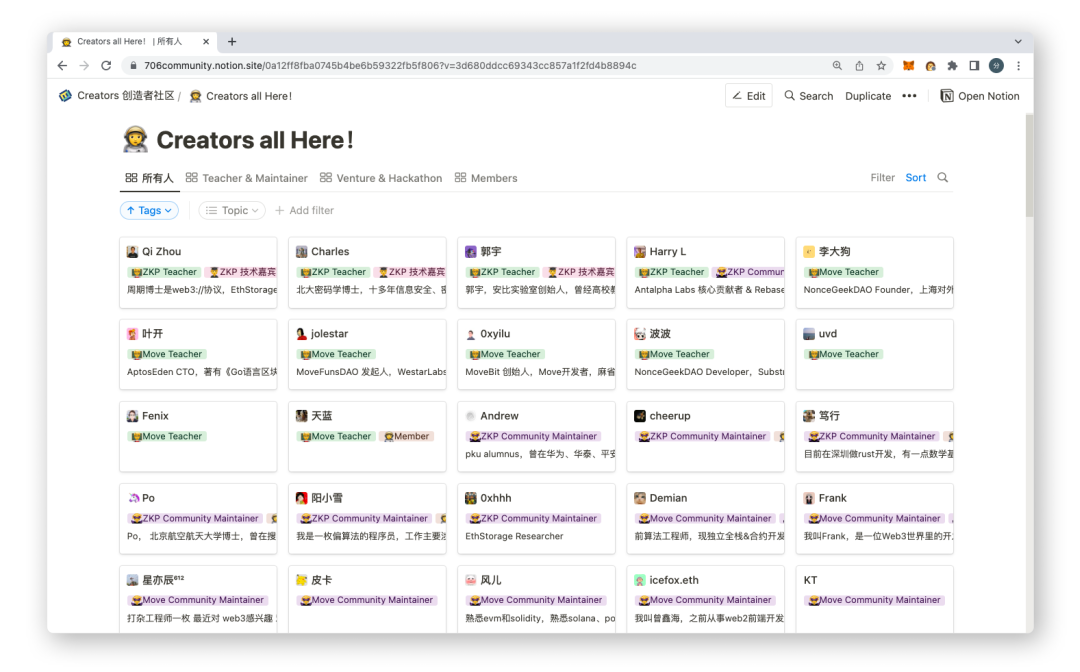 Creators all Here! | 所有人
706community.notion.site/0a12ff8fba0745b4be6b59322fb5f806?v=3d680ddcc69343cc857a1f2fd4b8894c
Creators 创造者社区 / Creators all Here! Edit Search Duplicate Open Notion
Creators all Here!
所有人 Teacher & Maintainer Venture & Hackathon Members Filter Sort
Tags Topic Add filter
Qi Zhou Charles 郭宇 Harry L 李大狗
ZKP Teacher ZKP 技术嘉宾 ZKP Teacher ZKP 技术嘉宾 ZKP Teacher ZKP 技术嘉宾 ZKP Teacher ZKP Commun Move Teacher
周期博士是web3://协议，EthStorage 北大密码学博士，十多年信息安全、 郭宇，安比实验室创始人，曾经高校 Antalpha Labs 核心贡献者 & Rebase NonceGeekDAO Founder，上海对外
叶开 jolestar 0xyilu 波波 uvd
Move Teacher Move Teacher Move Teacher Move Teacher Move Teacher
AptosEden CTO，著有《Go语言区块 MoveFunsDAO 发起人，WestarLabs MoveBit 创始人，Move开发者，麻省 NonceGeekDAO Developer，Substr
Fenix 天蓝 Andrew cheerup 笃行
Move Teacher Move Teacher Member ZKP Community Maintainer ZKP Community Maintainer ZKP Community Maintainer
pku alumnus，曾在华为、华泰、平安 目前在深圳做rust开发，有一点数学基
Po 阳小雪 0xhhh Demian Frank
ZKP Community Maintainer ZKP Community Maintainer ZKP Community Maintainer Move Community Maintainer Move Community Maintainer
Po， 北京航空航天大学博士，曾在搜 我是一枚偏算法的程序员，工作主要涉 EthStorage Researcher 前算法工程师，现独立全栈&合约开发 我叫Frank，是一位Web3世界里的开
星亦辰⁶¹² 皮卡 风儿 icefox.eth KT
Move Community Maintainer Move Community Maintainer Move Community Maintainer Move Community Maintainer Move Community Maintainer
打杂工程师一枚 最近对 web3感兴趣 熟悉evm和solidity，熟悉solana、po 我叫曾鑫海，之前从事web2前端开发